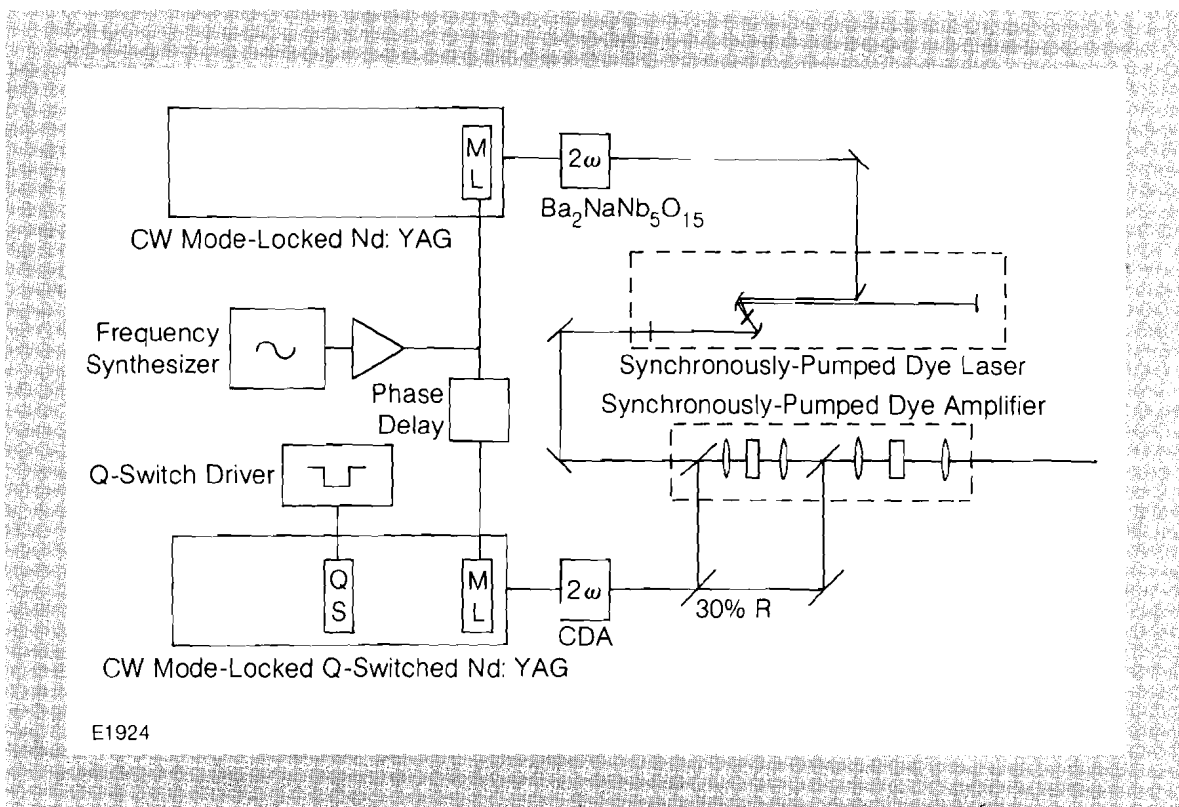 M
L
2ω
Ba₂NaNb₅O₁₅
CW Mode-Locked Nd: YAG
Frequency
Synthesizer
Phase
Delay
Synchronously-Pumped Dye Laser
Synchronously-Pumped Dye Amplifier
Q-Switch Driver
Q
S
M
L
2ω
CDA
30% R
CW Mode-Locked Q-Switched Nd: YAG
E1924